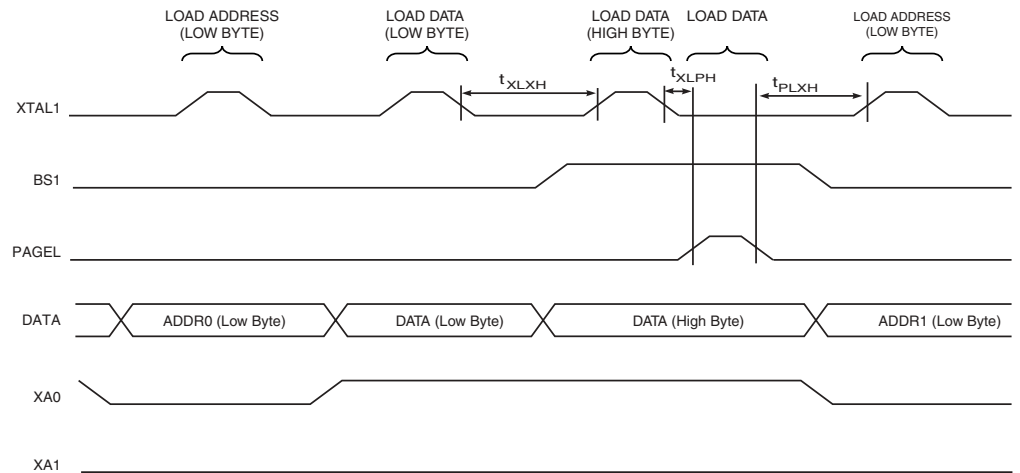 LOAD ADDRESS
(LOW BYTE)
LOAD DATA
(LOW BYTE)
LOAD DATA
(HIGH BYTE)
LOAD DATA
LOAD ADDRESS
(LOW BYTE)
tXLXH
tXLPH
tPLXH
XTAL1
BS1
PAGEL
DATA
ADDR0 (Low Byte)
DATA (Low Byte)
DATA (High Byte)
ADDR1 (Low Byte)
XA0
XA1